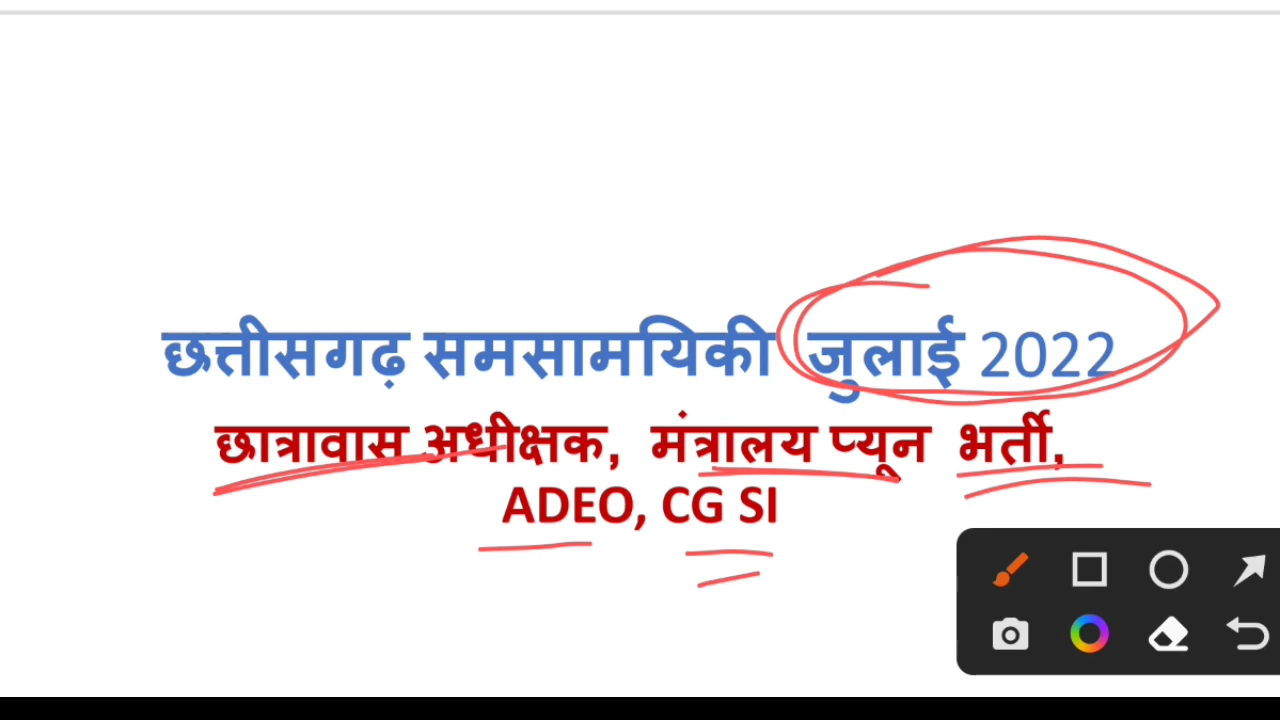 छत्तीसगढ़ समसामयिकी जुलाई 2022
छात्रावास अधीक्षक, मंत्रालय प्यून भर्ती,
ADEO, CG SI